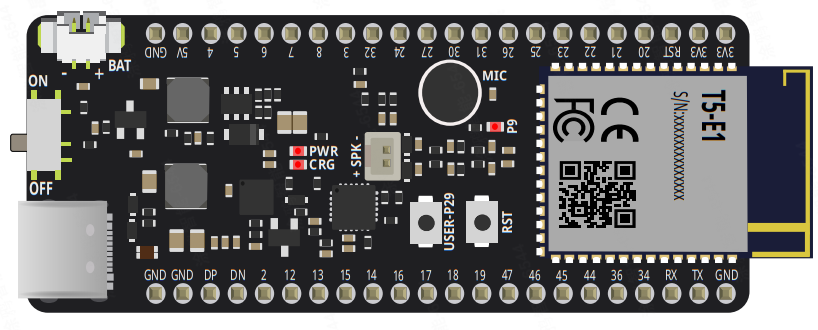 GND 5V 4 5 6 7 8 3 32 24 27 30 31 26 25 23 22 21 20 RST 3V3 3V3
BAT
- +
ON
OFF
MIC
P9
PWR
CRG
+ SPK -
USER-P29
RST
FC CE
T5-E1
S/N:xxxxxxxxxxxxxxxx
GND GND DP DN 2 12 13 15 14 16 17 18 19 47 46 45 44 36 34 RX TX GND